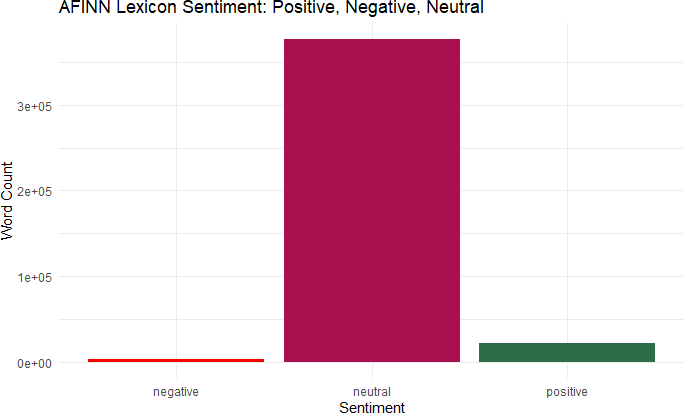 AFINN Lexicon Sentiment: Positive, Negative, Neutral
Word Count
3e+05
2e+05
1e+05
0e+00
negative neutral positive
Sentiment